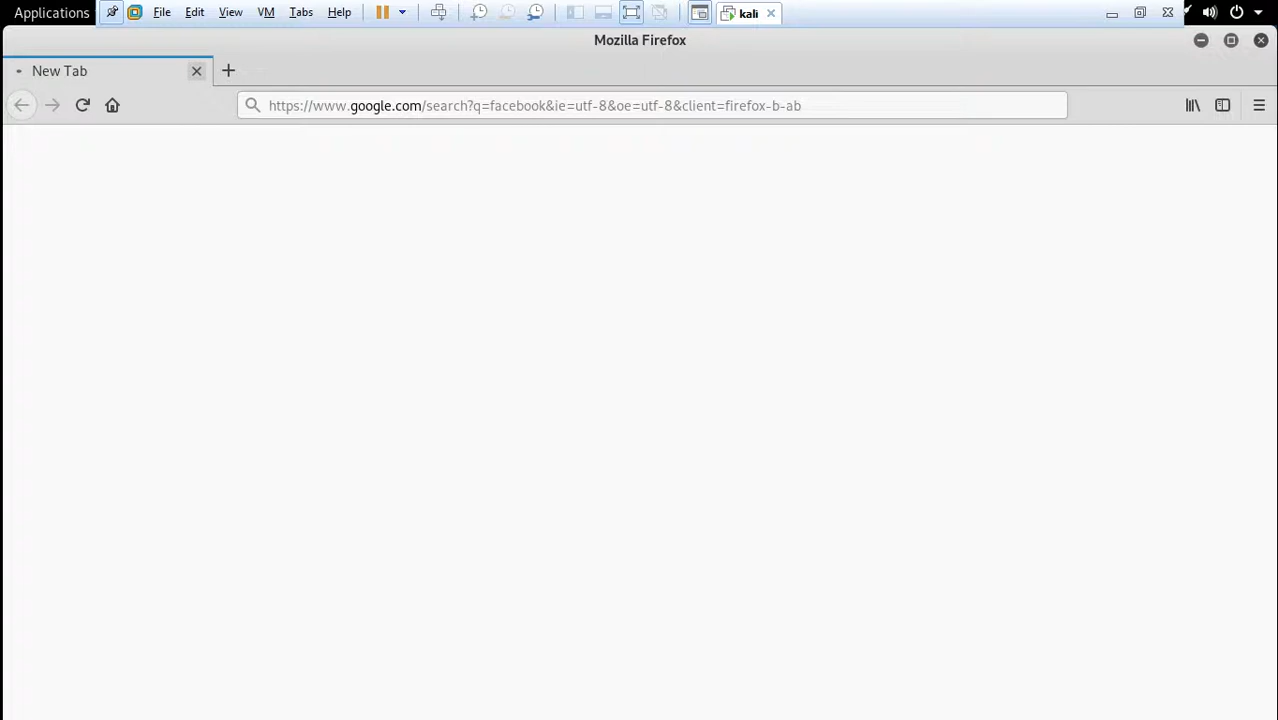 Applications File Edit View VM Tabs Help kali
Mozilla Firefox
New Tab
https://www.google.com/search?q=facebook&ie=utf-8&oe=utf-8&client=firefox-b-ab